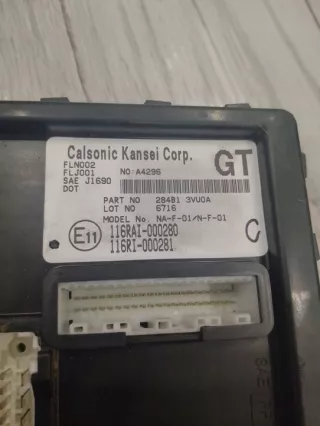 Calsonic Kansei Corp.
GT
FLN002
FLJ001 NO:A4296
SAE J1690
DOT
PART NO 284B1 3VU0A
LOT NO 6716
MODEL No. NA-F-01/N-F-01
E11
116RAI-000280
116RI-000281
C
SAE